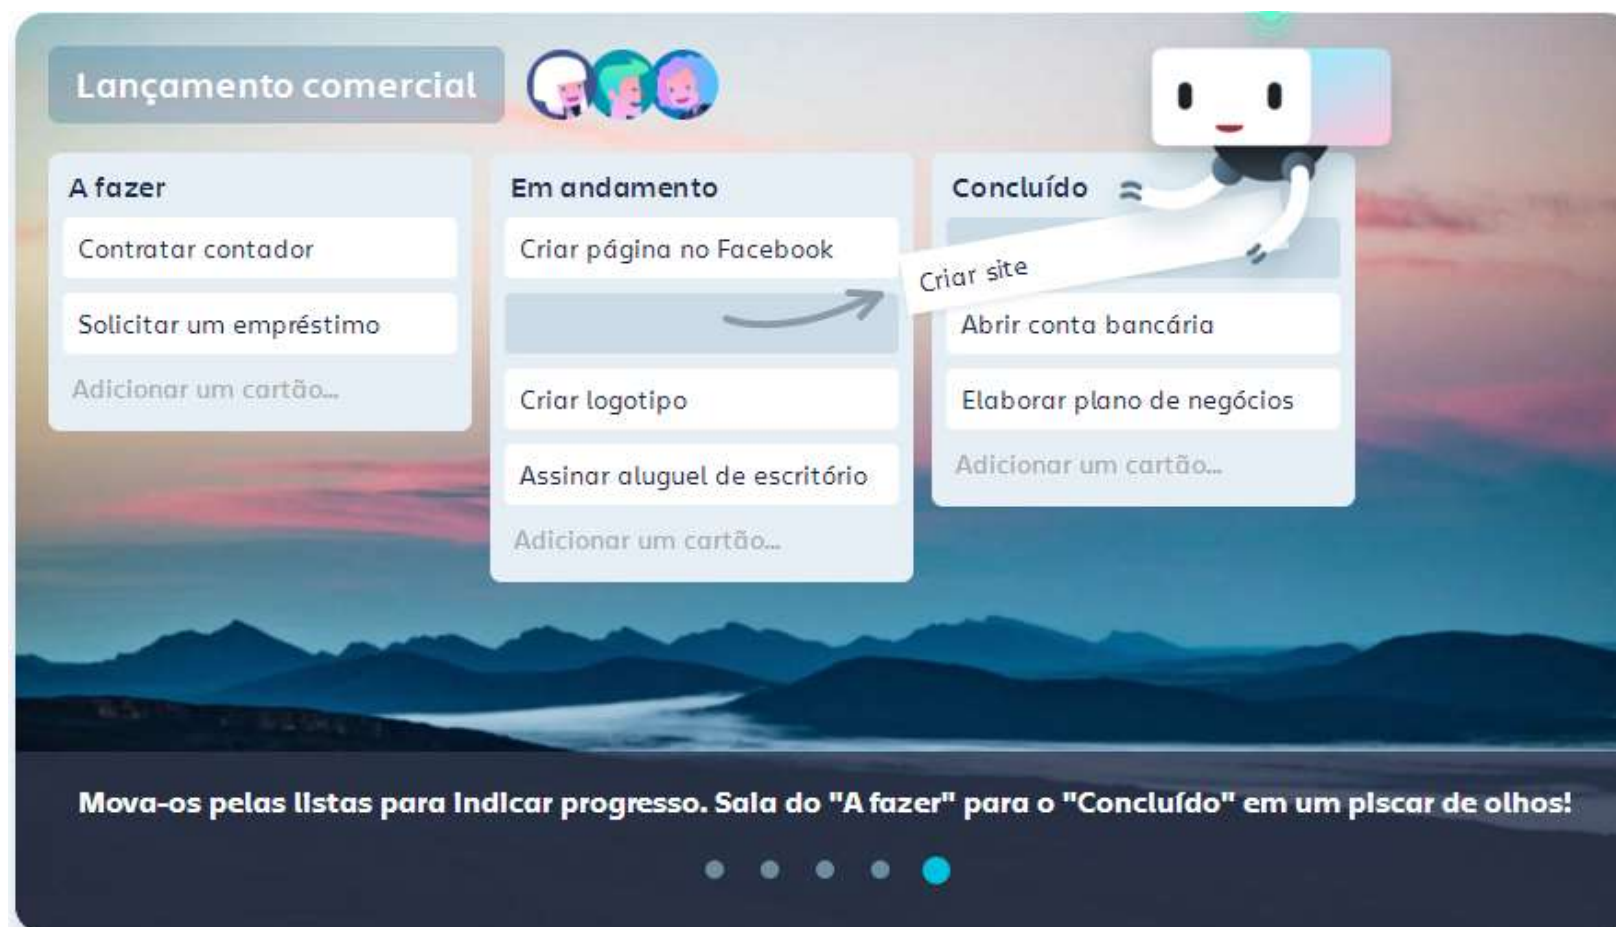 Lançamento comercial
A fazer
Contratar contador
Solicitar um empréstimo
Adicionar um cartão...
Em andamento
Criar página no Facebook
Criar logotipo
Assinar aluguel de escritório
Adicionar um cartão...
Concluído
Criar site
Abrir conta bancária
Elaborar plano de negócios
Adicionar um cartão...
Mova-os pelas listas para indicar progresso. Saia do "A fazer" para o "Concluído" em um piscar de olhos!